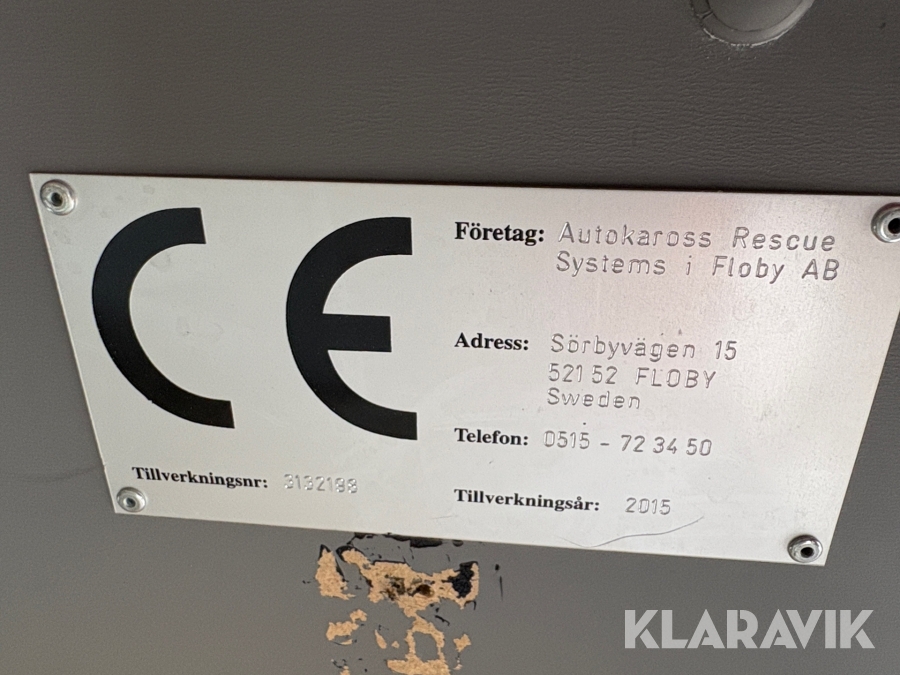 CE
Företag: Autokaross Rescue
Systems i Floby AB
Adress: Sörbyvägen 15
521 52 FLOBY
Sweden
Telefon: 0515 - 72 34 50
Tillverkningsnr:
Tillverkningsår: 2015
KLARAVIK